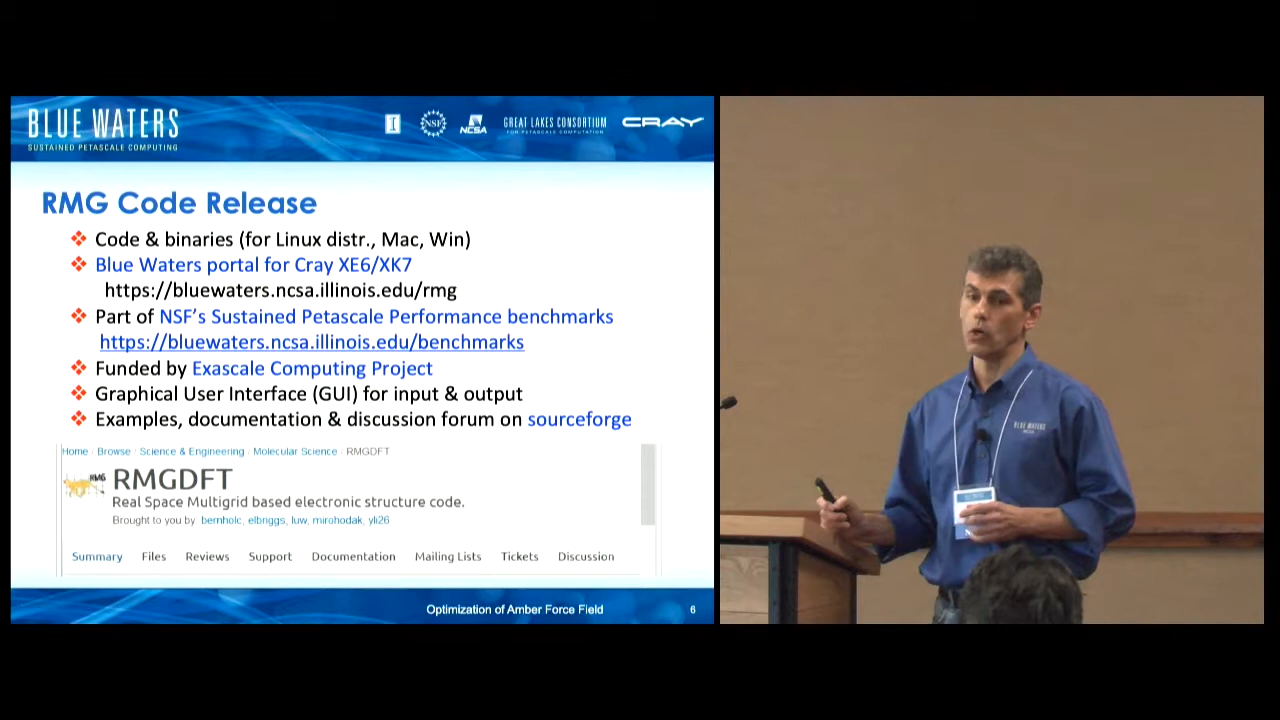 BLUE WATERS
SUSTAINED PETASCALE COMPUTING
I
NSF
NCSA
GREAT LAKES CONSORTIUM
FOR PETASCALE COMPUTATION
CRAY
RMG Code Release
Code & binaries (for Linux distr., Mac, Win)
Blue Waters portal for Cray XE6/XK7
https://bluewaters.ncsa.illinois.edu/rmg
Part of NSF's Sustained Petascale Performance benchmarks
https://bluewaters.ncsa.illinois.edu/benchmarks
Funded by Exascale Computing Project
Graphical User Interface (GUI) for input & output
Examples, documentation & discussion forum on sourceforge
Home / Browse / Science & Engineering / Molecular Science / RMGDFT
RMG
RMGDFT
Real Space Multigrid based electronic structure code.
Brought to you by bernholc, elbriggs, luw, mirohodak, yli26
Summary Files Reviews Support Documentation Mailing Lists Tickets Discussion
Optimization of Amber Force Field 6
BLUE WATERS